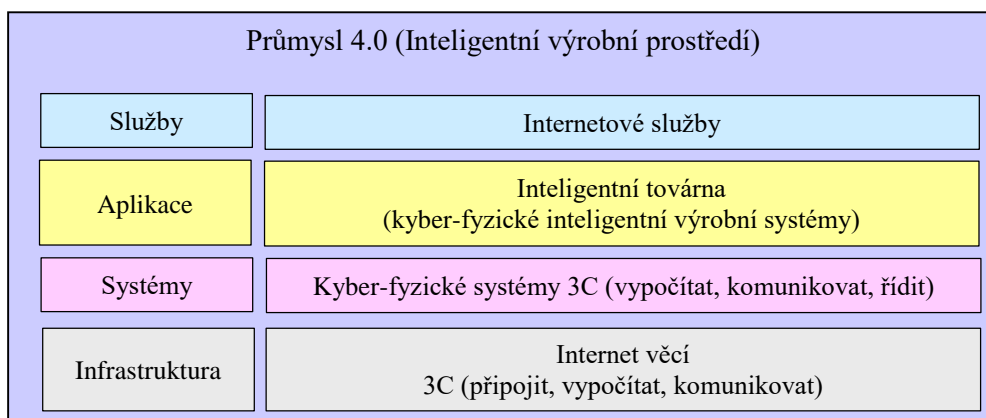 Průmysl 4.0 (Inteligentní výrobní prostředí)
Služby
Internetové služby
Aplikace
Inteligentní továrna
(kyber-fyzické inteligentní výrobní systémy)
Systémy
Kyber-fyzické systémy 3C (vypočítat, komunikovat, řídit)
Infrastruktura
Internet věcí
3C (připojit, vypočítat, komunikovat)